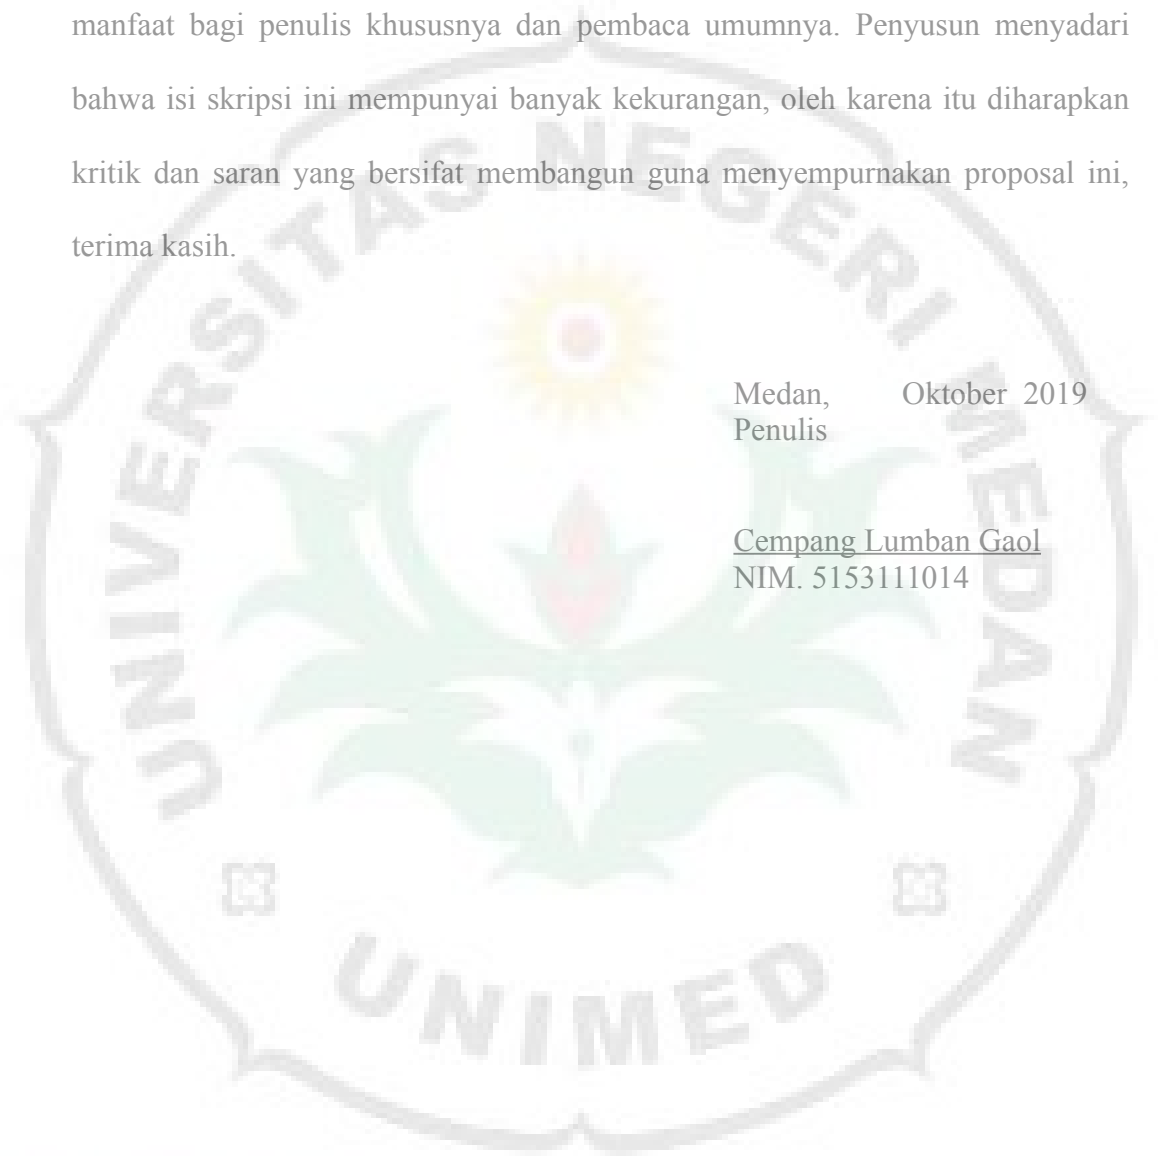 manfaat bagi penulis khususnya dan pembaca umumnya. Penyusun menyadari
bahwa isi skripsi ini mempunyai banyak kekurangan, oleh karena itu diharapkan
kritik dan saran yang bersifat membangun guna menyempurnakan proposal ini,
terima kasih.
UNIVERSITAS NEGERI MEDAN
Medan, Oktober 2019
Penulis
Cempang Lumban Gaol
NIM. 5153111014
UNIMED